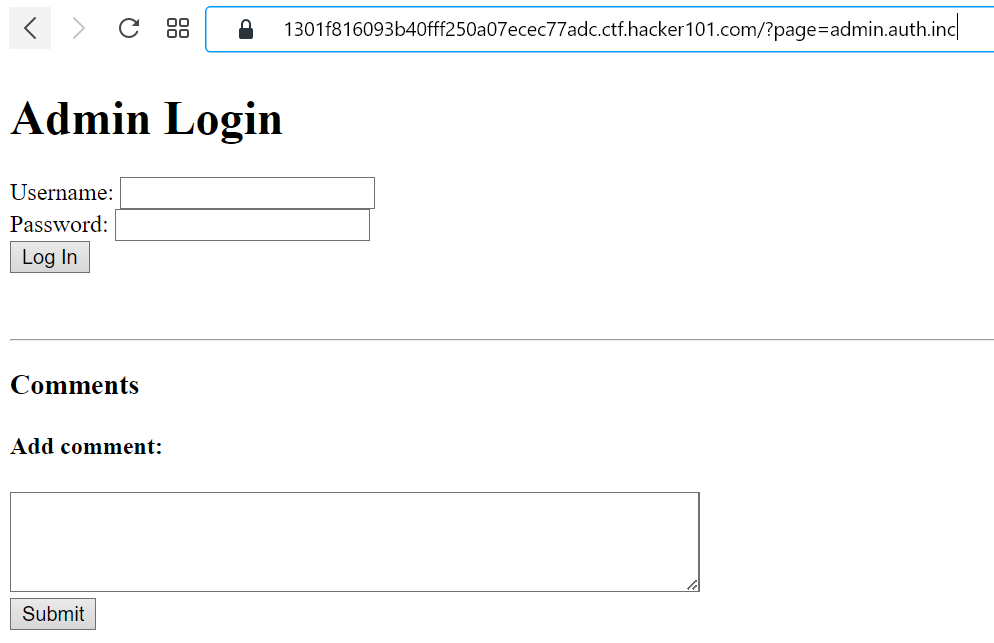 1301f816093b40fff250a07ecec77adc.ctf.hacker101.com/?page=admin.auth.inc
Admin Login
Username:
Password:
Log In
Comments
Add comment:
Submit